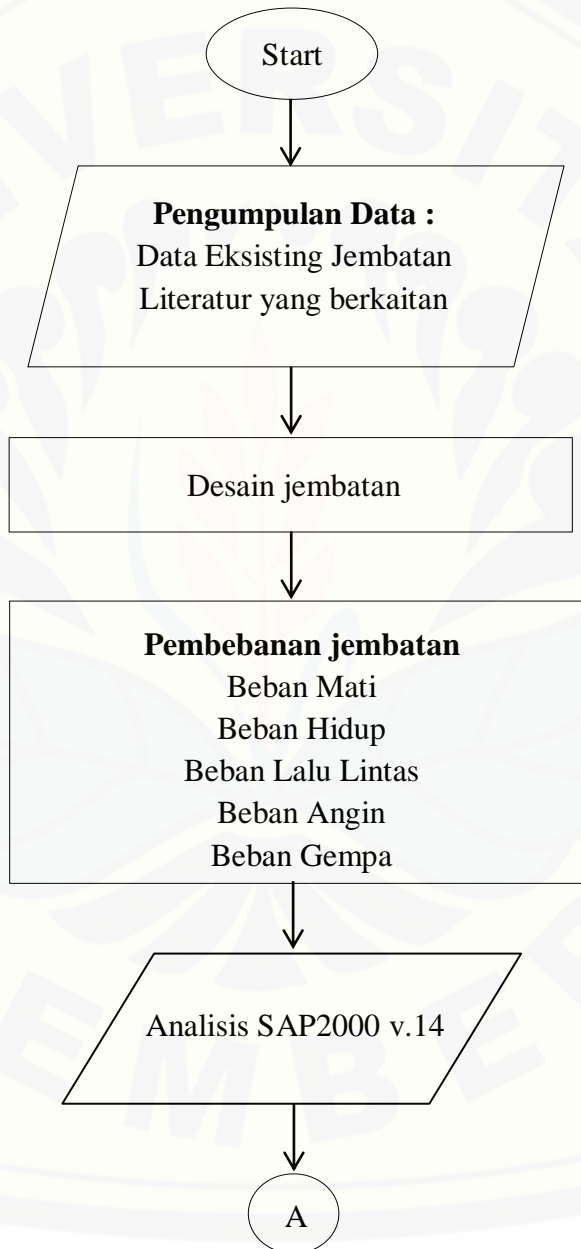 Start
Pengumpulan Data :
Data Eksisting Jembatan
Literatur yang berkaitan
Desain jembatan
Pembebanan jembatan
Beban Mati
Beban Hidup
Beban Lalu Lintas
Beban Angin
Beban Gempa
Analisis SAP2000 v.14
A